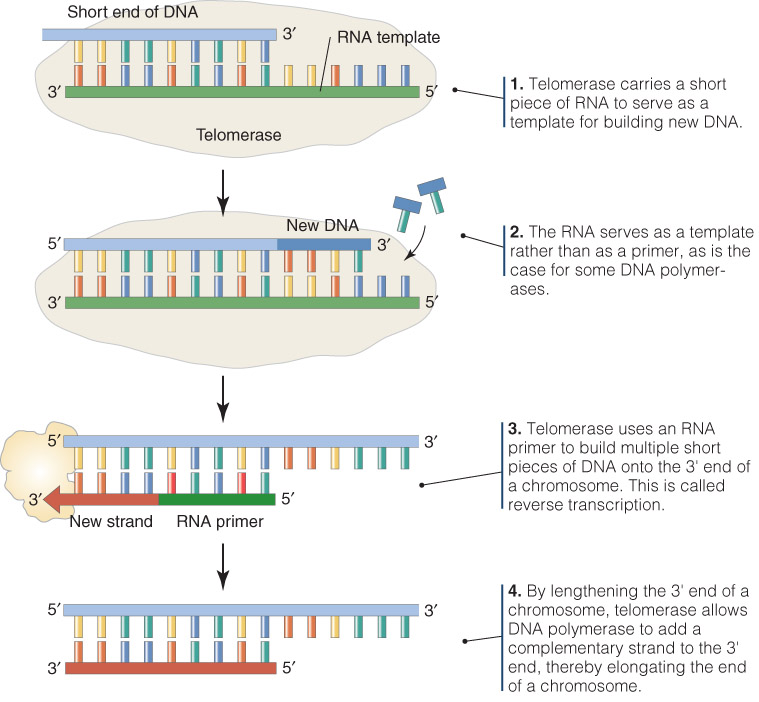 Short end of DNA
3′
RNA template
3′
5′
Telomerase
1. Telomerase carries a short
piece of RNA to serve as a
template for building new DNA.
New DNA
5′
3′
3′
5′
2. The RNA serves as a template
rather than as a primer, as is the
case for some DNA polymer-
ases.
5′
3′
3′
5′
New strand
RNA primer
3. Telomerase uses an RNA
primer to build multiple short
pieces of DNA onto the 3' end of
a chromosome. This is called
reverse transcription.
5′
3′
3′
5′
4. By lengthening the 3' end of a
chromosome, telomerase allows
DNA polymerase to add a
complementary strand to the 3'
end, thereby elongating the end
of a chromosome.